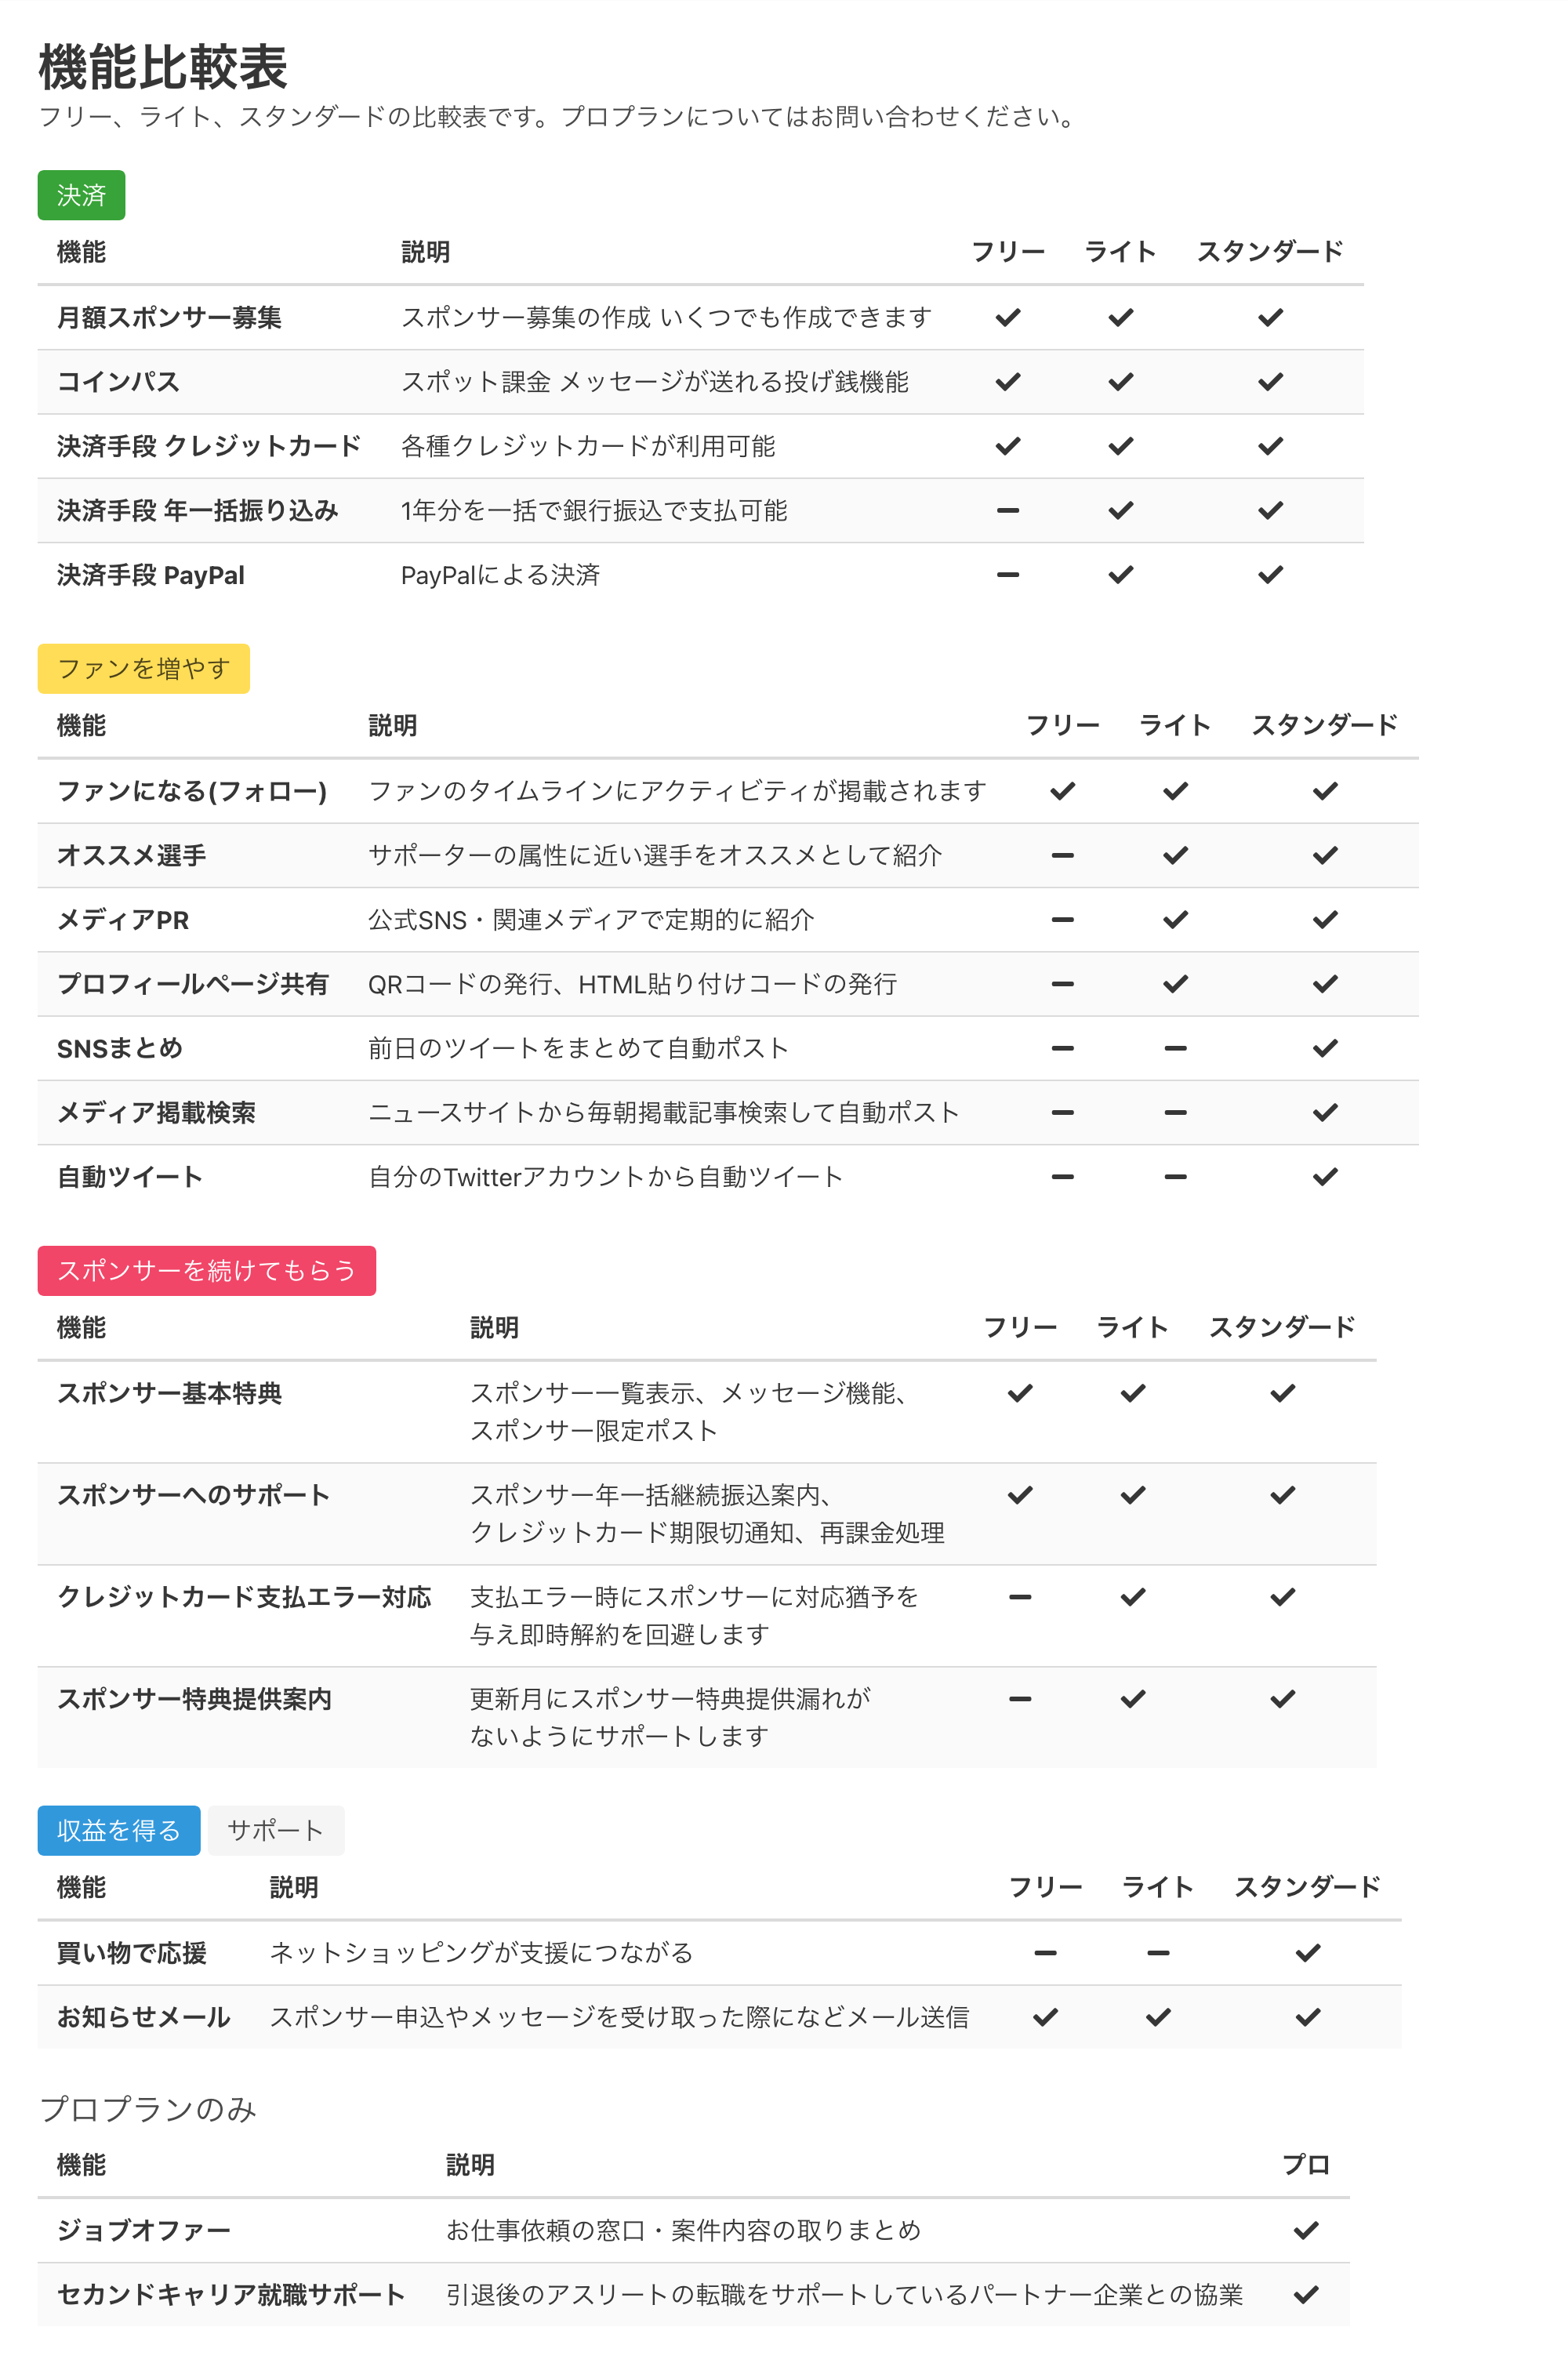 機能比較表
フリー、ライト、スタンダードの比較表です。プロプランについてはお問い合わせください。
決済
機能 説明 フリー ライト スタンダード
月額スポンサー募集 スポンサー募集の作成 いくつでも作成できます ✓ ✓ ✓
コインパス スポット課金 メッセージが送れる投げ銭機能 ✓ ✓ ✓
決済手段 クレジットカード 各種クレジットカードが利用可能 ✓ ✓ ✓
決済手段 年一括振り込み 1年分を一括で銀行振込で支払可能 − ✓ ✓
決済手段 PayPal PayPalによる決済 − ✓ ✓
ファンを増やす
機能 説明 フリー ライト スタンダード
ファンになる(フォロー) ファンのタイムラインにアクティビティが掲載されます ✓ ✓ ✓
オススメ選手 サポーターの属性に近い選手をオススメとして紹介 − ✓ ✓
メディアPR 公式SNS・関連メディアで定期的に紹介 − ✓ ✓
プロフィールページ共有 QRコードの発行、HTML貼り付けコードの発行 − ✓ ✓
SNSまとめ 前日のツイートをまとめて自動ポスト − − ✓
メディア掲載検索 ニュースサイトから毎朝掲載記事検索して自動ポスト − − ✓
自動ツイート 自分のTwitterアカウントから自動ツイート − − ✓
スポンサーを続けてもらう
機能 説明 フリー ライト スタンダード
スポンサー基本特典 スポンサー一覧表示、メッセージ機能、 ✓ ✓ ✓
スポンサー限定ポスト
スポンサーへのサポート スポンサー年一括継続振込案内、 ✓ ✓ ✓
クレジットカード期限切通知、再課金処理
クレジットカード支払エラー対応 支払エラー時にスポンサーに対応猶予を − ✓ ✓
与え即時解約を回避します
スポンサー特典提供案内 更新月にスポンサー特典提供漏れが − ✓ ✓
ないようにサポートします
収益を得る サポート
機能 説明 フリー ライト スタンダード
買い物で応援 ネットショッピングが支援につながる − − ✓
お知らせメール スポンサー申込やメッセージを受け取った際になどメール送信 ✓ ✓ ✓
プロプランのみ
機能 説明 プロ
ジョブオファー お仕事依頼の窓口・案件内容の取りまとめ ✓
セカンドキャリア就職サポート 引退後のアスリートの転職をサポートしているパートナー企業との協業 ✓